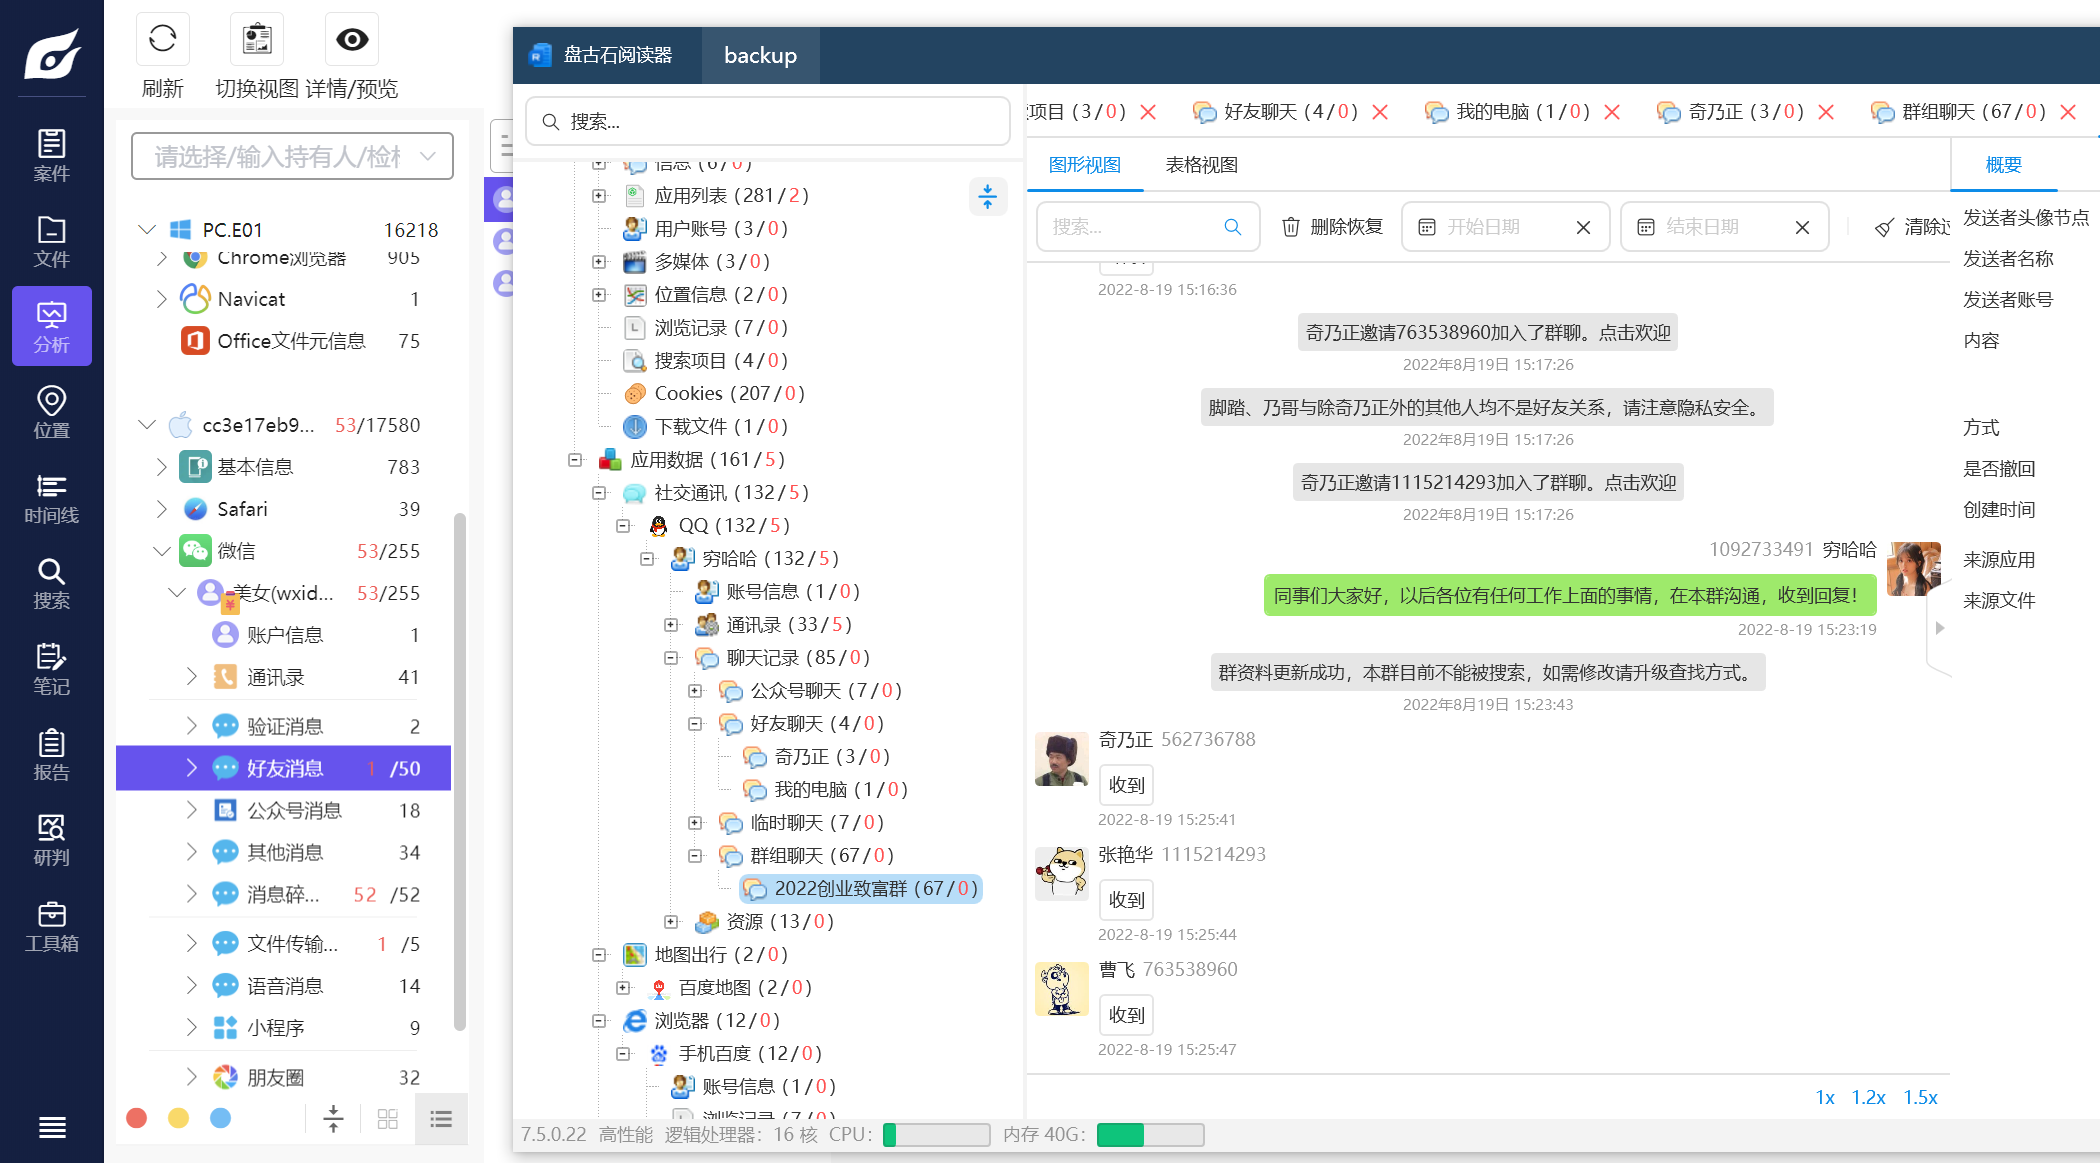 刷新
切换视图
详情/预览
案件
文件
分析
位置
时间线
搜索
笔记
报告
研判
工具箱
请选择/输入持有人/检材
PC.E01 16218
Chrome浏览器 905
Navicat 1
Office文件元信息 75
cc3e17eb9... 53/17580
基本信息 783
Safari 39
微信 53/255
美女(wxid... 53/255
账户信息 1
通讯录 41
验证消息 2
好友消息 1 /50
公众号消息 18
其他消息 34
消息碎... 52 /52
文件传输... 1 /5
语音消息 14
小程序 9
朋友圈 32
盘古石阅读器
backup
搜索...
信息 (6/0)
应用列表 (281/2)
用户账号 (3/0)
多媒体 (3/0)
位置信息 (2/0)
浏览记录 (7/0)
搜索项目 (4/0)
Cookies (207/0)
下载文件 (1/0)
应用数据 (161/5)
社交通讯 (132/5)
QQ (132/5)
穷哈哈 (132/5)
账号信息 (1/0)
通讯录 (33/5)
聊天记录 (85/0)
公众号聊天 (7/0)
好友聊天 (4/0)
奇乃正 (3/0)
我的电脑 (1/0)
临时聊天 (7/0)
群组聊天 (67/0)
2022创业致富群 (67/0)
资源 (13/0)
地图出行 (2/0)
百度地图 (2/0)
浏览器 (12/0)
手机百度 (12/0)
账号信息 (1/0)
浏览记录 (7/0)
7.5.0.22 高性能 逻辑处理器：16 核 CPU： 内存 40G：
项目 (3/0)
好友聊天 (4/0)
我的电脑 (1/0)
奇乃正 (3/0)
群组聊天 (67/0)
图形视图
表格视图
搜索...
删除恢复
开始日期
结束日期
清除过
2022-8-19 15:16:36
奇乃正邀请763538960加入了群聊。点击欢迎
2022年8月19日 15:17:26
脚踏、乃哥与除奇乃正外的其他人均不是好友关系，请注意隐私安全。
2022年8月19日 15:17:26
奇乃正邀请1115214293加入了群聊。点击欢迎
2022年8月19日 15:17:26
1092733491 穷哈哈
同事们大家好，以后各位有任何工作上面的事情，在本群沟通，收到回复！
2022-8-19 15:23:19
群资料更新成功，本群目前不能被搜索，如需修改请升级查找方式。
2022年8月19日 15:23:43
奇乃正 562736788
收到
2022-8-19 15:25:41
张艳华 1115214293
收到
2022-8-19 15:25:44
曹飞 763538960
收到
2022-8-19 15:25:47
1x 1.2x 1.5x
概要
发送者头像节点
发送者名称
发送者账号
内容
方式
是否撤回
创建时间
来源应用
来源文件